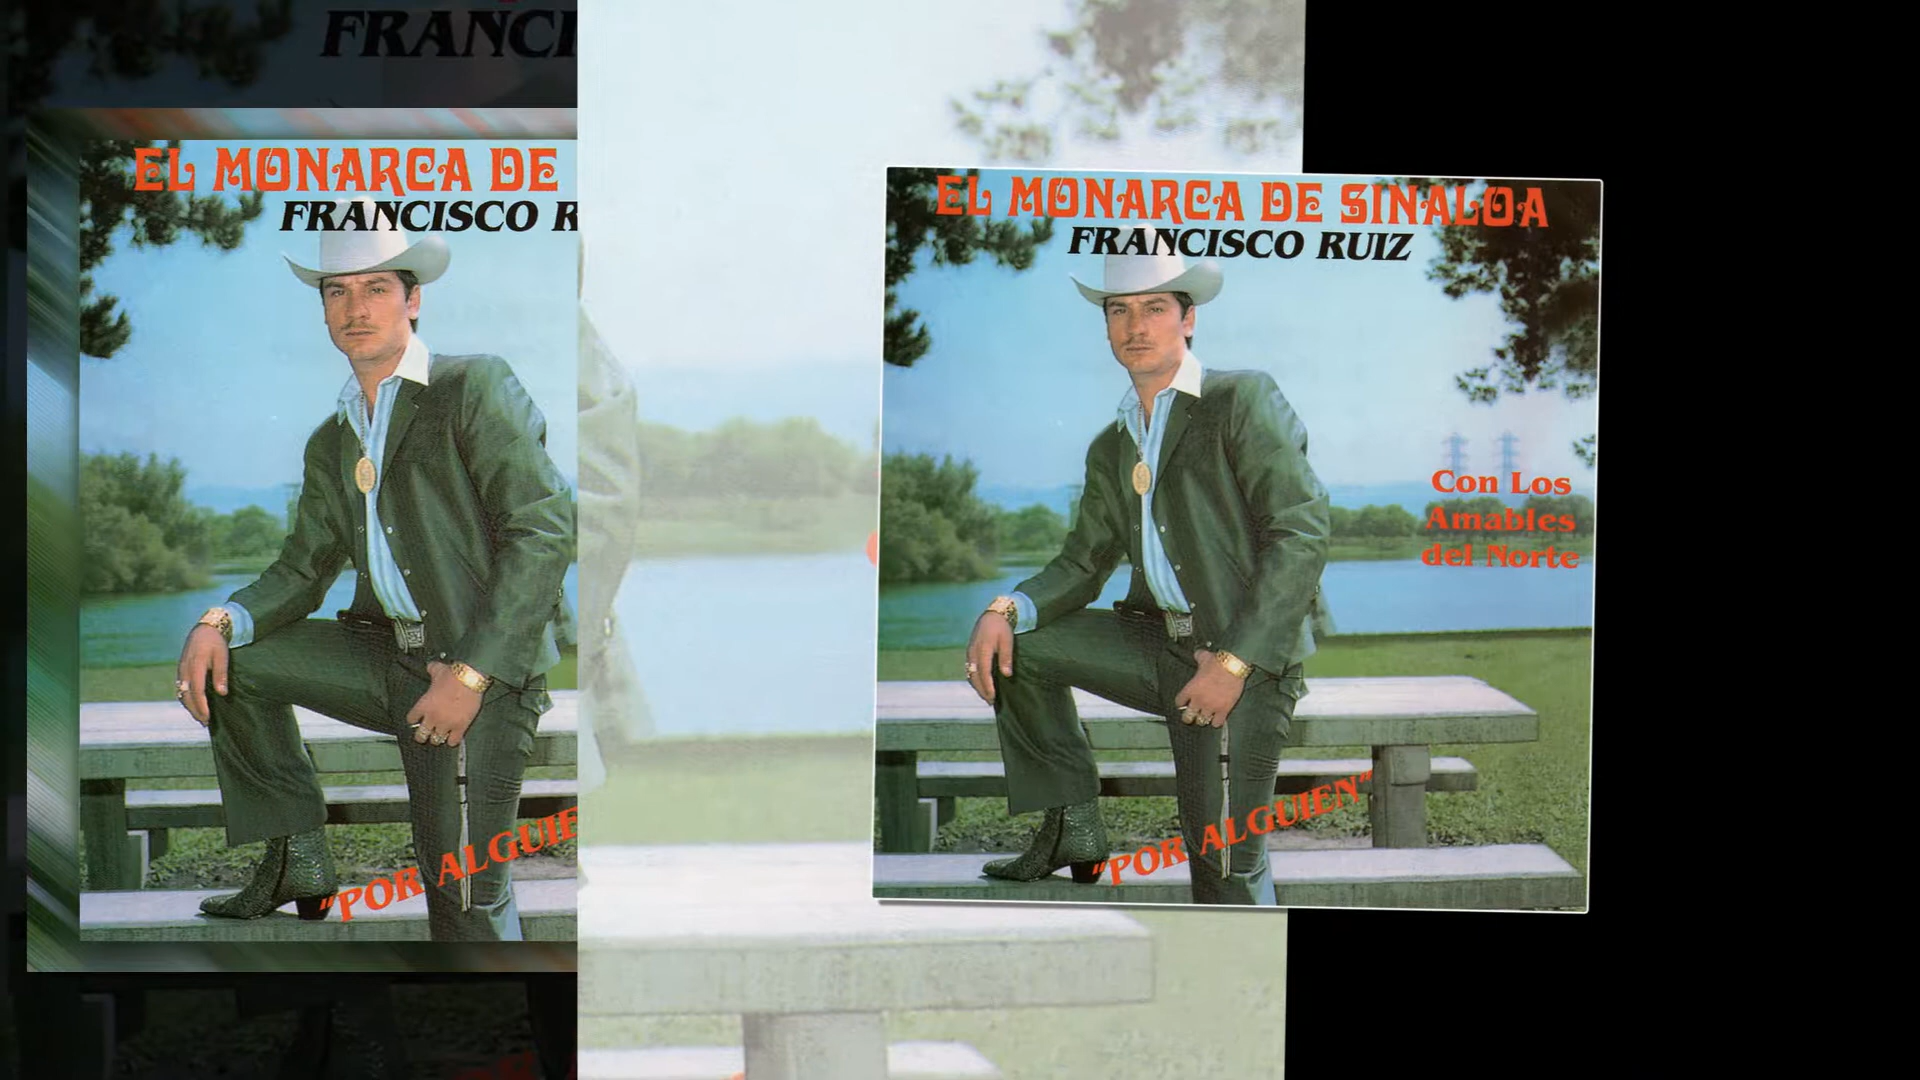 FRANCI
EL MONARCA DE
FRANCISCO R
"POR ALGUIE
EL MONARCA DE SINALOA
FRANCISCO RUIZ
Con Los
Amables
del Norte
"POR ALGUIEN"